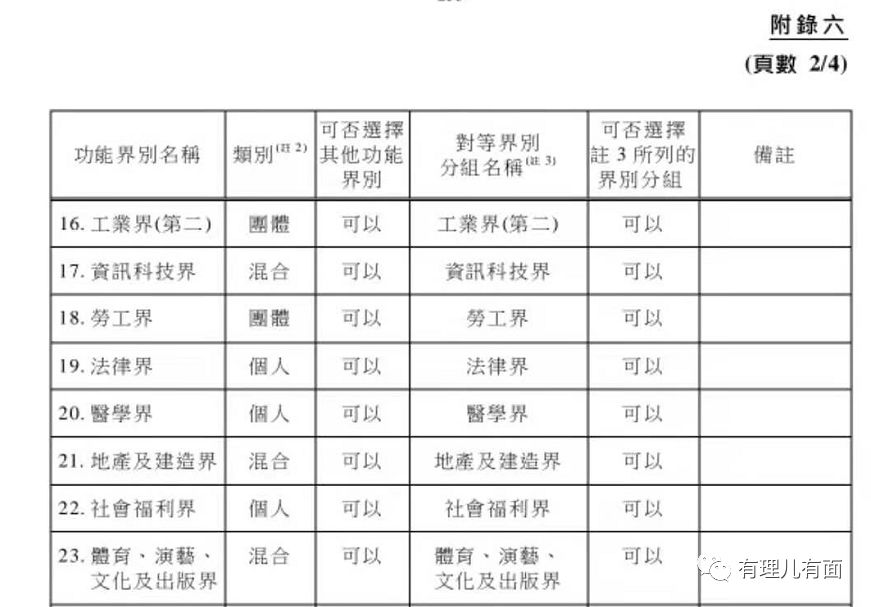 附錄六
(頁數 2/4)
功能界別名稱 類別(註 2) 可否選擇其他功能界別 對等界別分組名稱(註 3) 可否選擇註 3 所列的界別分組 備註
16. 工業界(第二) 團體 可以 工業界(第二) 可以
17. 資訊科技界 混合 可以 資訊科技界 可以
18. 勞工界 團體 可以 勞工界 可以
19. 法律界 個人 可以 法律界 可以
20. 醫學界 個人 可以 醫學界 可以
21. 地產及建造界 混合 可以 地產及建造界 可以
22. 社會福利界 個人 可以 社會福利界 可以
23. 體育、演藝、 混合 可以 體育、演藝、 可以
文化及出版界 文化及出版界
有理儿有面